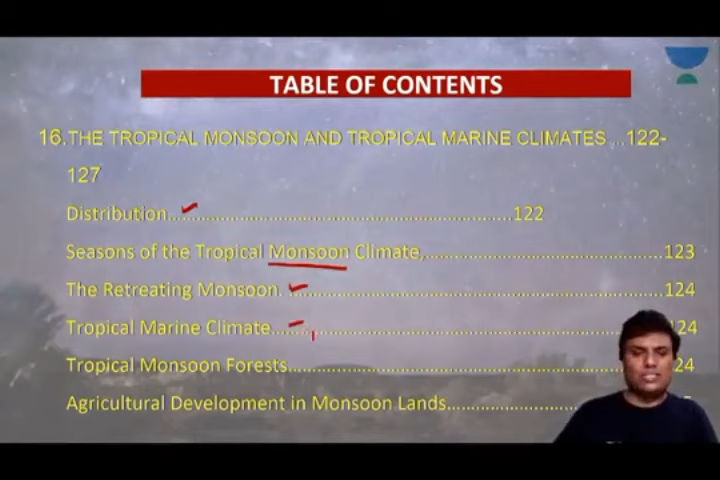 TABLE OF CONTENTS
16.THE TROPICAL MONSOON AND TROPICAL MARINE CLIMATES ...122-
127
Distribution.......................................................................122
Seasons of the Tropical Monsoon Climate,................................................123
The Retreating Monsoon. ..........................................................................124
Tropical Marine Climate..........................................................................24
Tropical Monsoon Forests..........................................................................24
Agricultural Development in Monsoon Lands..............................